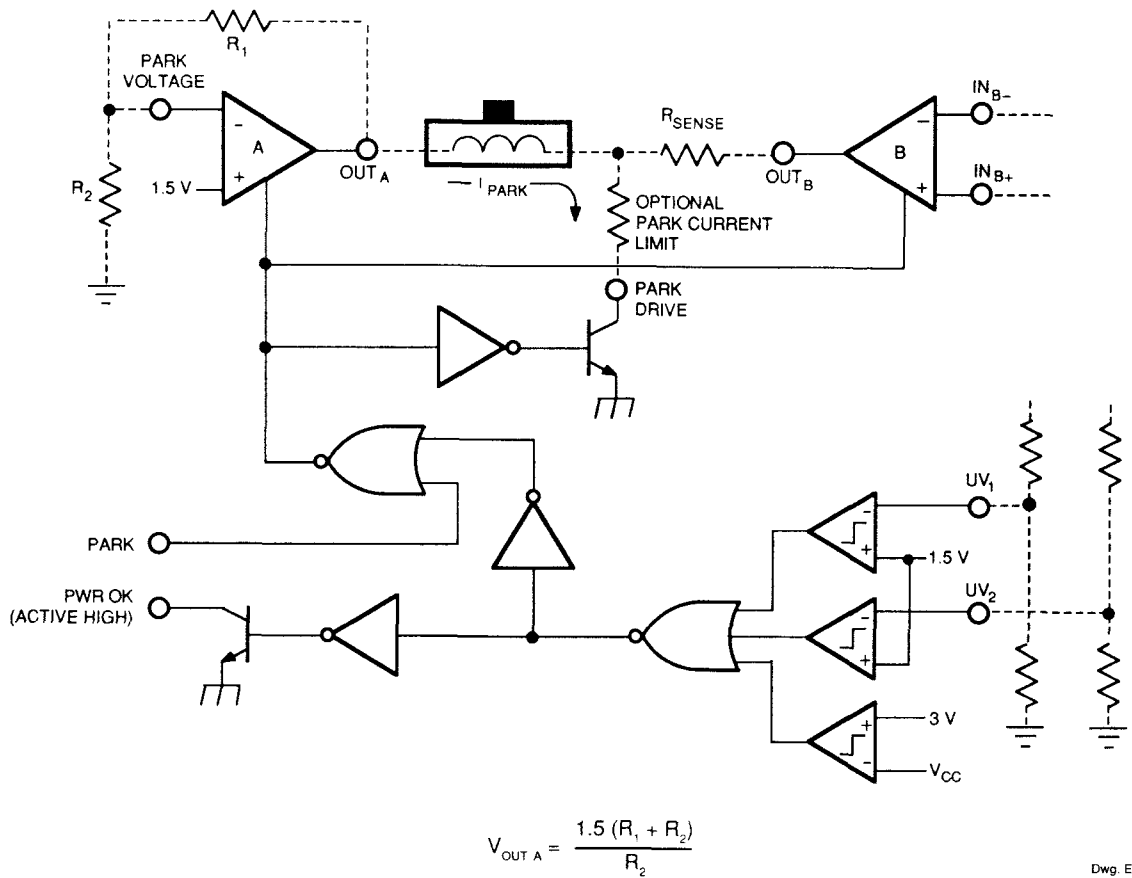 R1
PARK
VOLTAGE
−
A
+
R2
1.5 V
OUTA
I PARK
RSENSE
OUTB
−
B
+
INB−
INB+
OPTIONAL
PARK CURRENT
LIMIT
PARK
DRIVE
PARK
PWR OK
(ACTIVE HIGH)
UV1
−
+
1.5 V
UV2
−
+
+
3 V
−
VCC
VOUT A = 1.5 (R1 + R2)
R2
Dwg. E